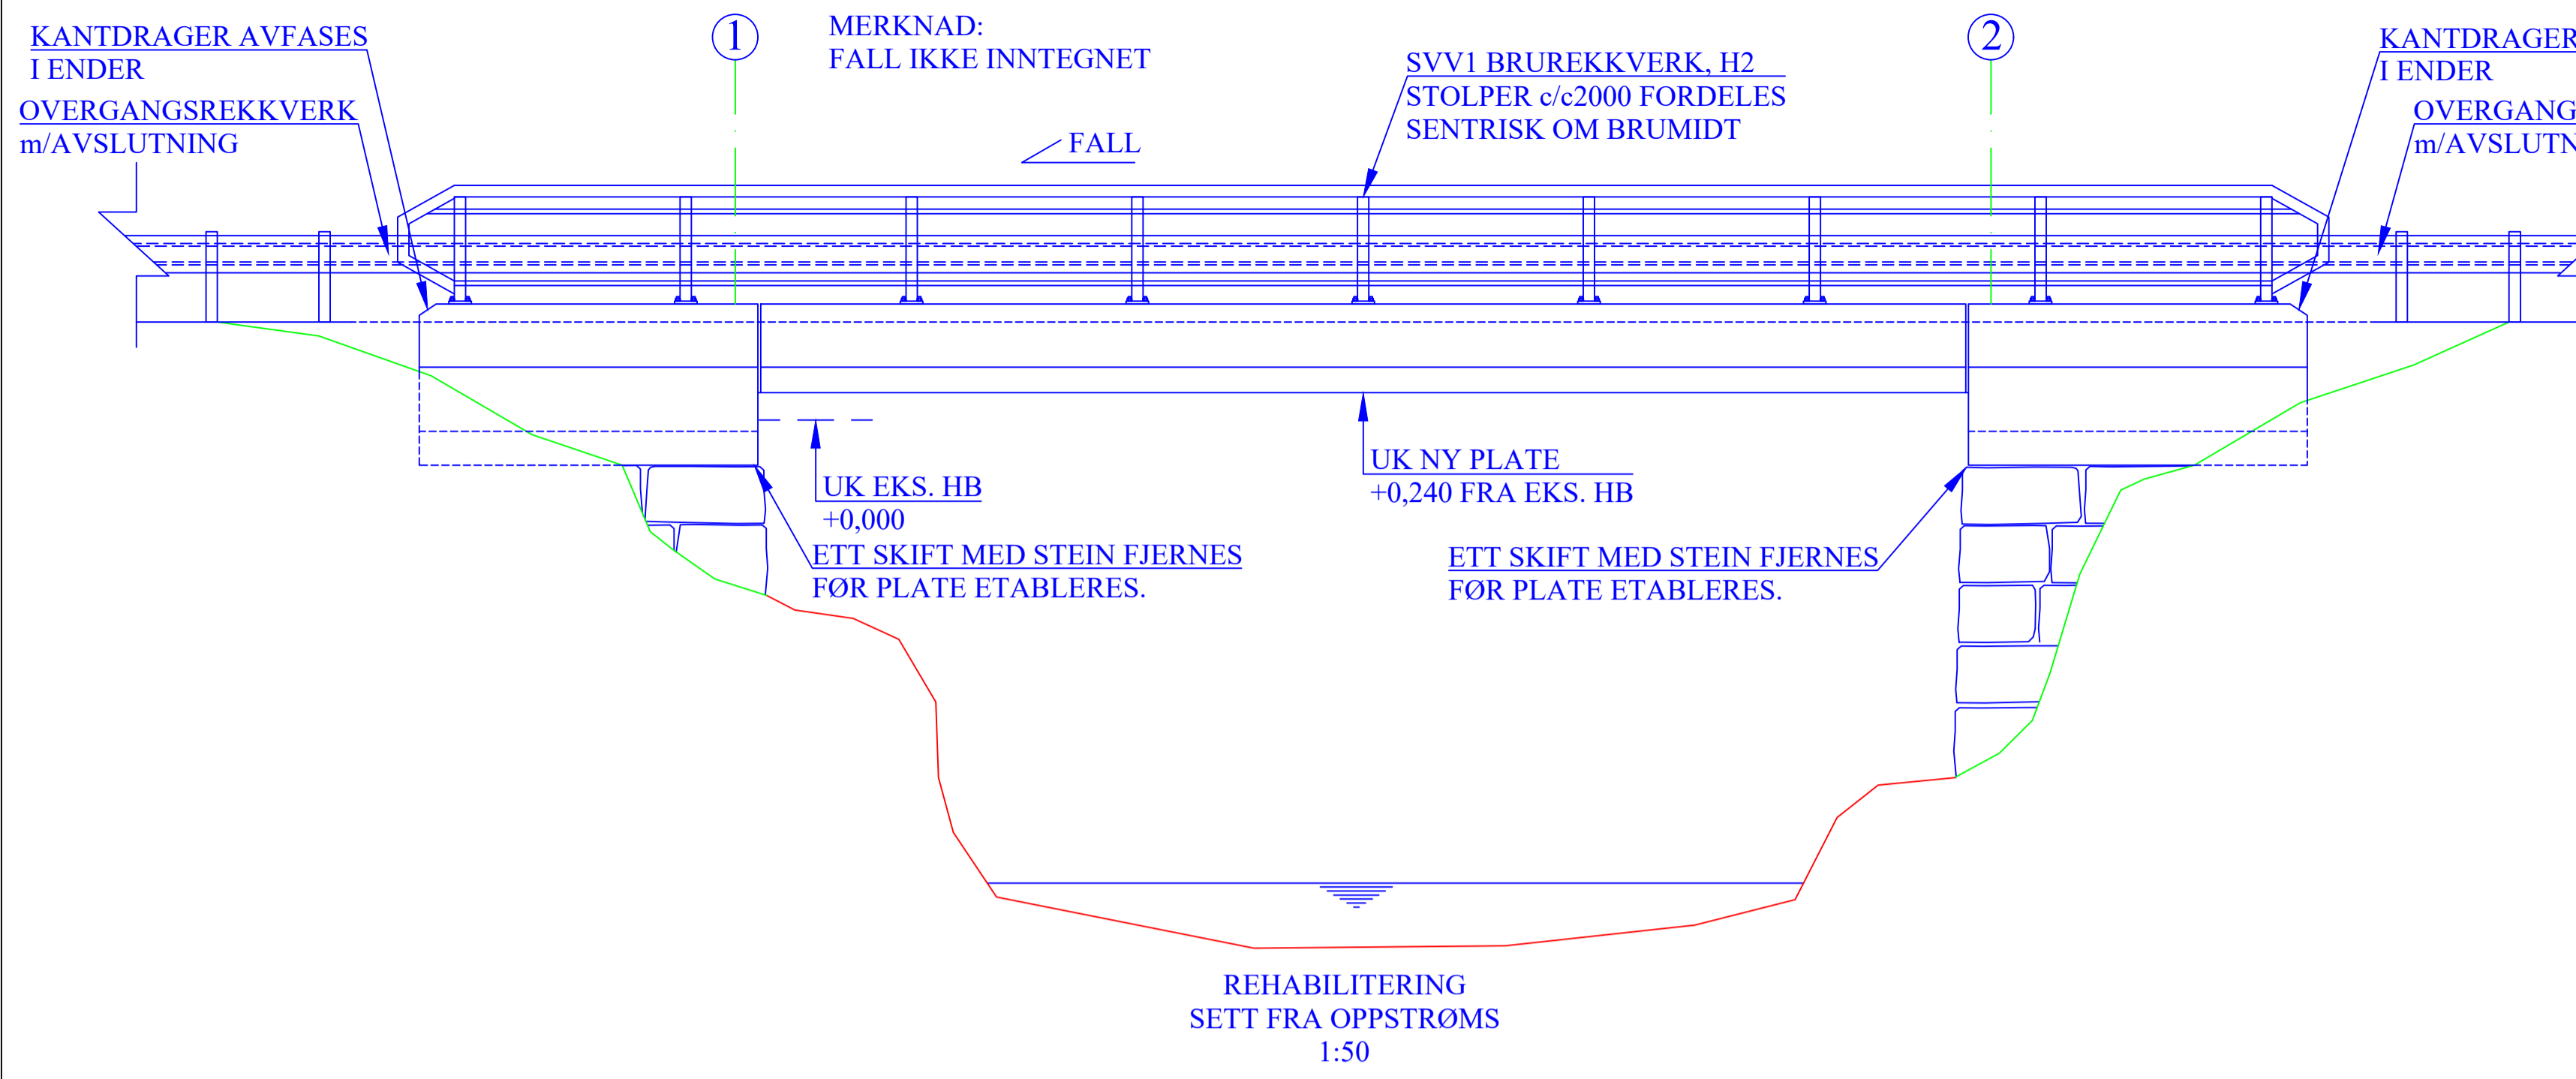 KANTDRAGER AVFASES
I ENDER
OVERGANGSREKKVERK
m/AVSLUTNING
1
MERKNAD:
FALL IKKE INNTEGNET
FALL
SVV1 BRUREKKVERK, H2
STOLPER c/c2000 FORDELES
SENTRISK OM BRUMIDT
2
KANTDRAGER
I ENDER
OVERGANG
m/AVSLUTN
UK EKS. HB
+0,000
ETT SKIFT MED STEIN FJERNES
FØR PLATE ETABLERES.
UK NY PLATE
+0,240 FRA EKS. HB
ETT SKIFT MED STEIN FJERNES
FØR PLATE ETABLERES.
REHABILITERING
SETT FRA OPPSTRØMS
1:50